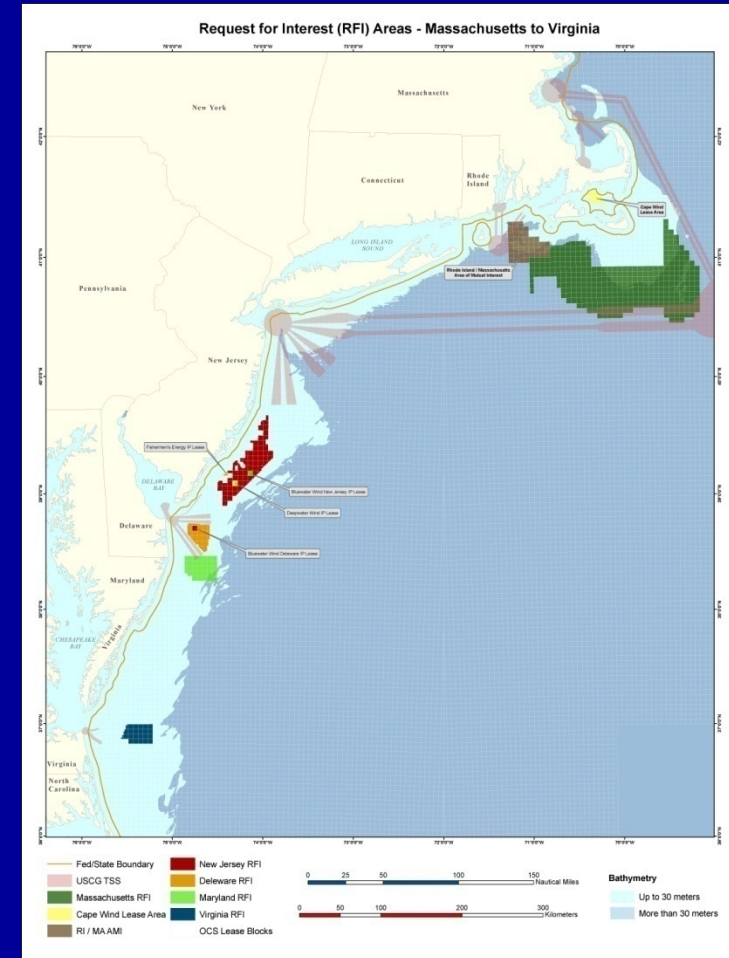 Request for Interest (RFI) Areas - Massachusetts to Virginia
Massachusetts
New York
Connecticut
Rhode
Island
Cape Wind
Lease Area
LONG ISLAND
SOUND
Rhode Island / Massachusetts
Area of Mutual Interest
Pennsylvania
New Jersey
Fishermen's Energy IP Lease
Bluewater Wind New Jersey IP Lease
DELAWARE
BAY
Deepwater Wind IP Lease
Delaware
Bluewater Wind Delaware IP Lease
Maryland
Virginia
CHESAPEAKE
BAY
Virginia
North
Carolina
Fed/State Boundary
USCG TSS
Massachusetts RFI
Cape Wind Lease Area
RI / MA AMI
New Jersey RFI
Deleware RFI
Maryland RFI
Virginia RFI
OCS Lease Blocks
0 25 50 100 150
Nautical Miles
0 50 100 200 300
Kilometers
Bathymetry
Up to 30 meters
More than 30 meters